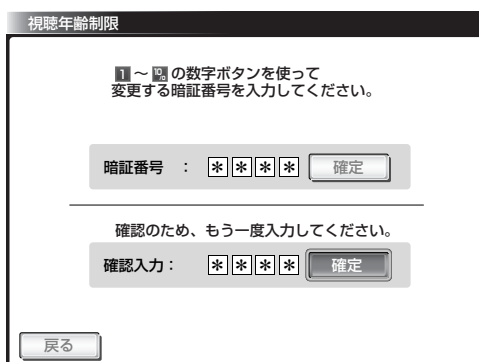 視聴年齢制限
1 ～ 10/0 の数字ボタンを使って
変更する暗証番号を入力してください。
暗証番号 ： ＊＊＊＊ 確定
確認のため、もう一度入力してください。
確認入力： ＊＊＊＊ 確定
戻る